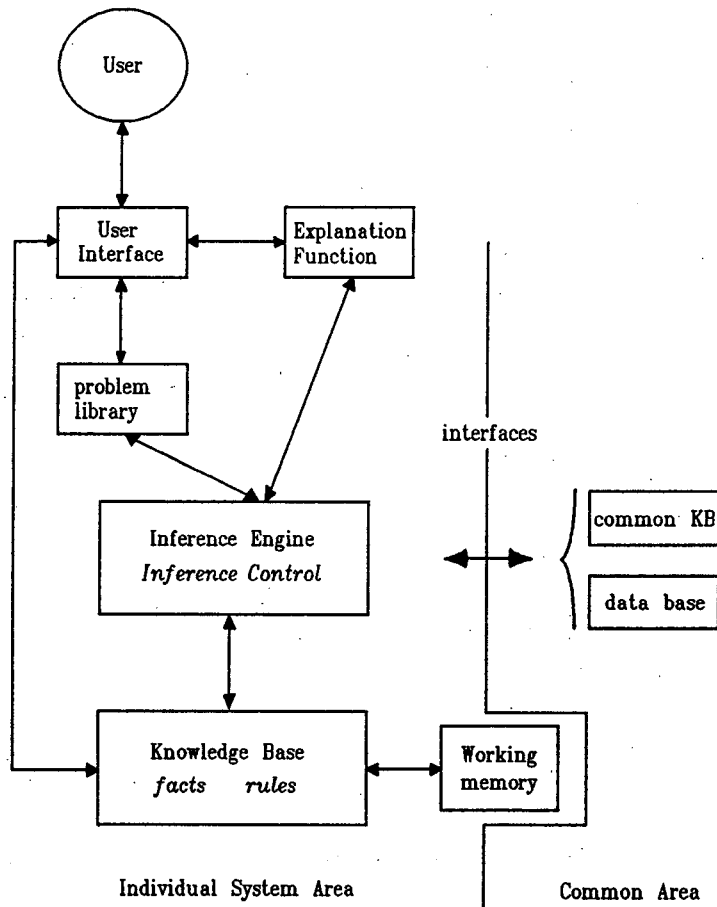 User
User
Interface
Explanation
Function
problem
library
interfaces
Inference Engine
Inference Control
common KB
data base
Knowledge Base
facts rules
Working
memory
Individual System Area
Common Area